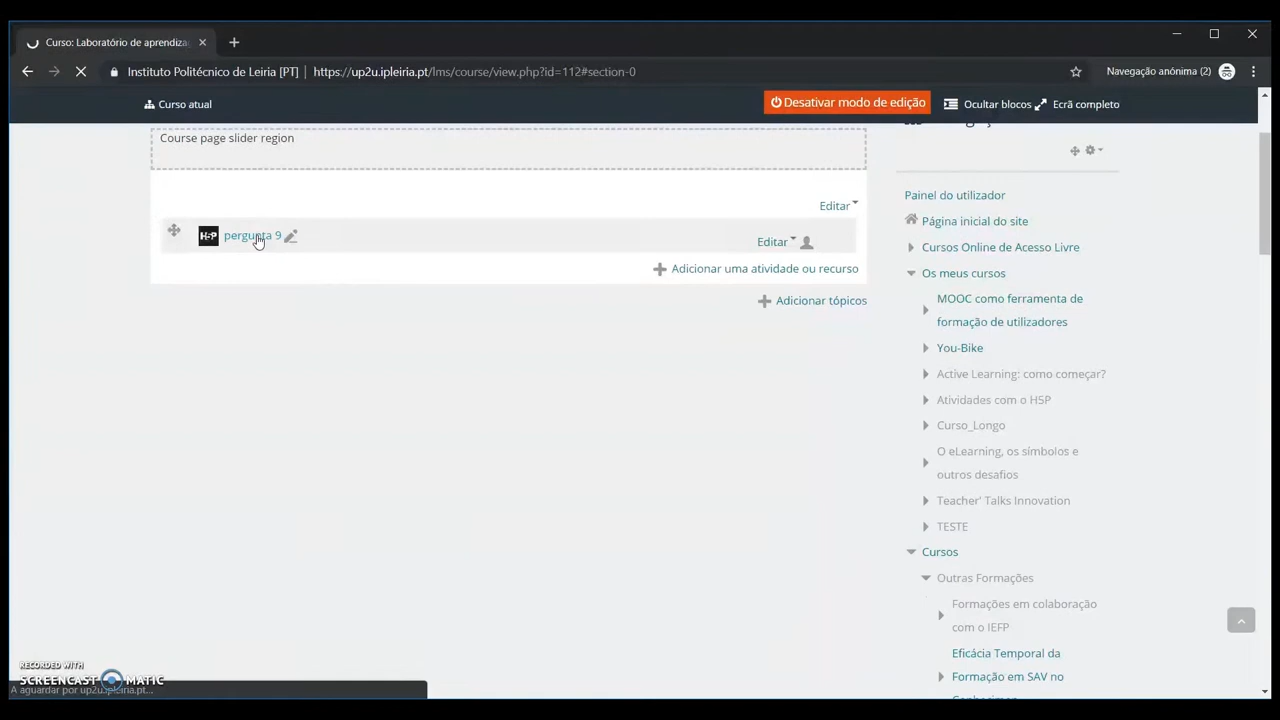 Curso: Laboratório de aprendiza
Instituto Politécnico de Leiria [PT] | https://up2u.ipleiria.pt/lms/course/view.php?id=112#section-0
Navegação anónima (2)
Curso atual
Desativar modo de edição
Ocultar blocos
Ecrã completo
Course page slider region
Editar
H-P pergunta 9
Editar
Adicionar uma atividade ou recurso
Adicionar tópicos
Painel do utilizador
Página inicial do site
Cursos Online de Acesso Livre
Os meus cursos
MOOC como ferramenta de
formação de utilizadores
You-Bike
Active Learning: como começar?
Atividades com o H5P
Curso_Longo
O eLearning, os símbolos e
outros desafios
Teacher' Talks Innovation
TESTE
Cursos
Outras Formações
Formações em colaboração
com o IEFP
Eficácia Temporal da
Formação em SAV no
RECORDED WITH
SCREENCAST MATIC
A aguardar por up2u.ipleiria.pt...